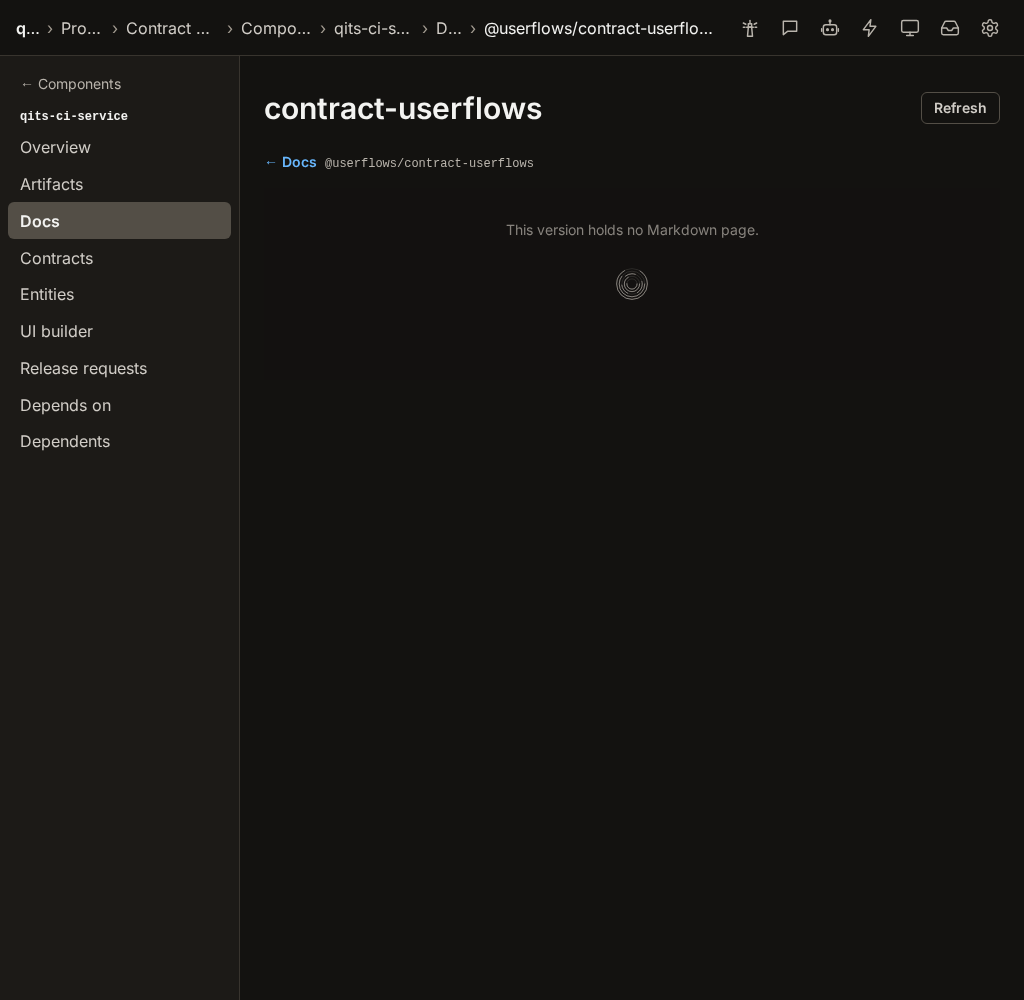 q... › Pro... › Contract ... › Compo... › qits-ci-s... › D... › @userflows/contract-userflo...
← Components
qits-ci-service
Overview
Artifacts
Docs
Contracts
Entities
UI builder
Release requests
Depends on
Dependents
contract-userflows
Refresh
← Docs @userflows/contract-userflows
This version holds no Markdown page.